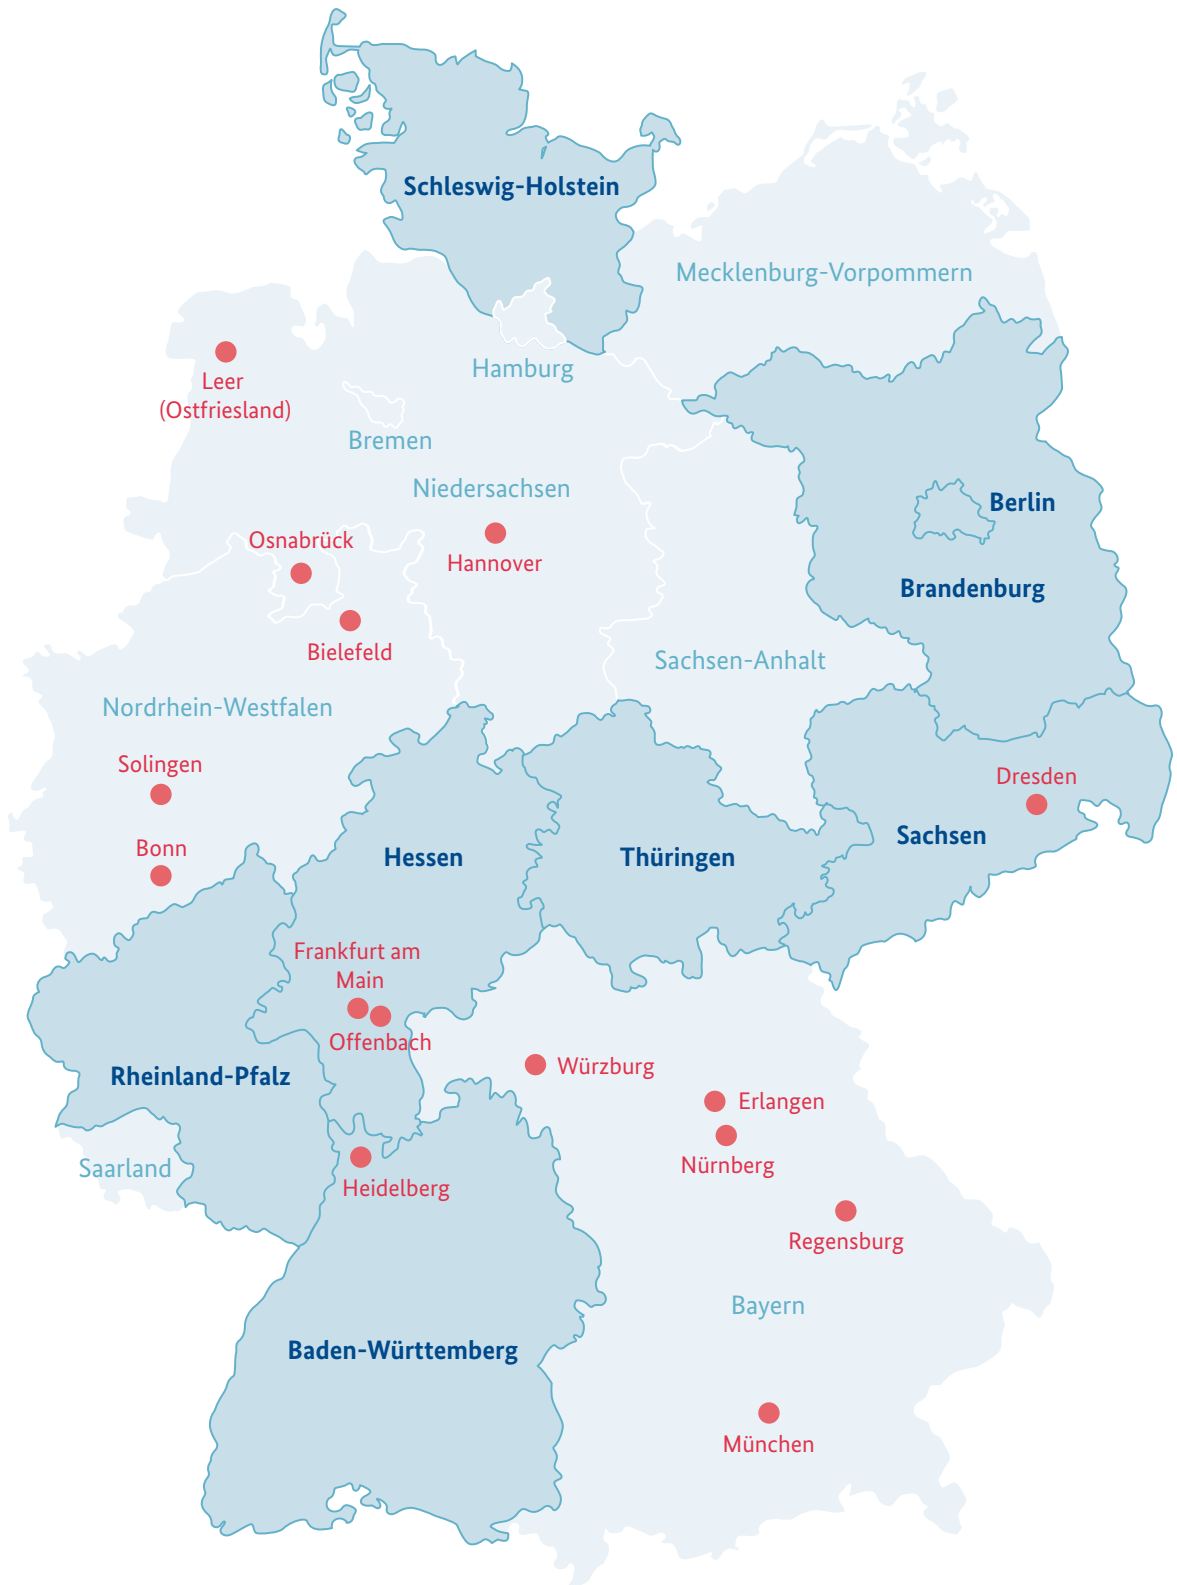 Schleswig-Holstein
Mecklenburg-Vorpommern
Hamburg
Leer
(Ostfriesland)
Bremen
Niedersachsen
Berlin
Osnabrück
Hannover
Brandenburg
Bielefeld
Sachsen-Anhalt
Nordrhein-Westfalen
Solingen
Dresden
Sachsen
Bonn
Hessen
Thüringen
Frankfurt am
Main
Offenbach
Würzburg
Rheinland-Pfalz
Erlangen
Nürnberg
Saarland
Heidelberg
Regensburg
Bayern
Baden-Württemberg
München